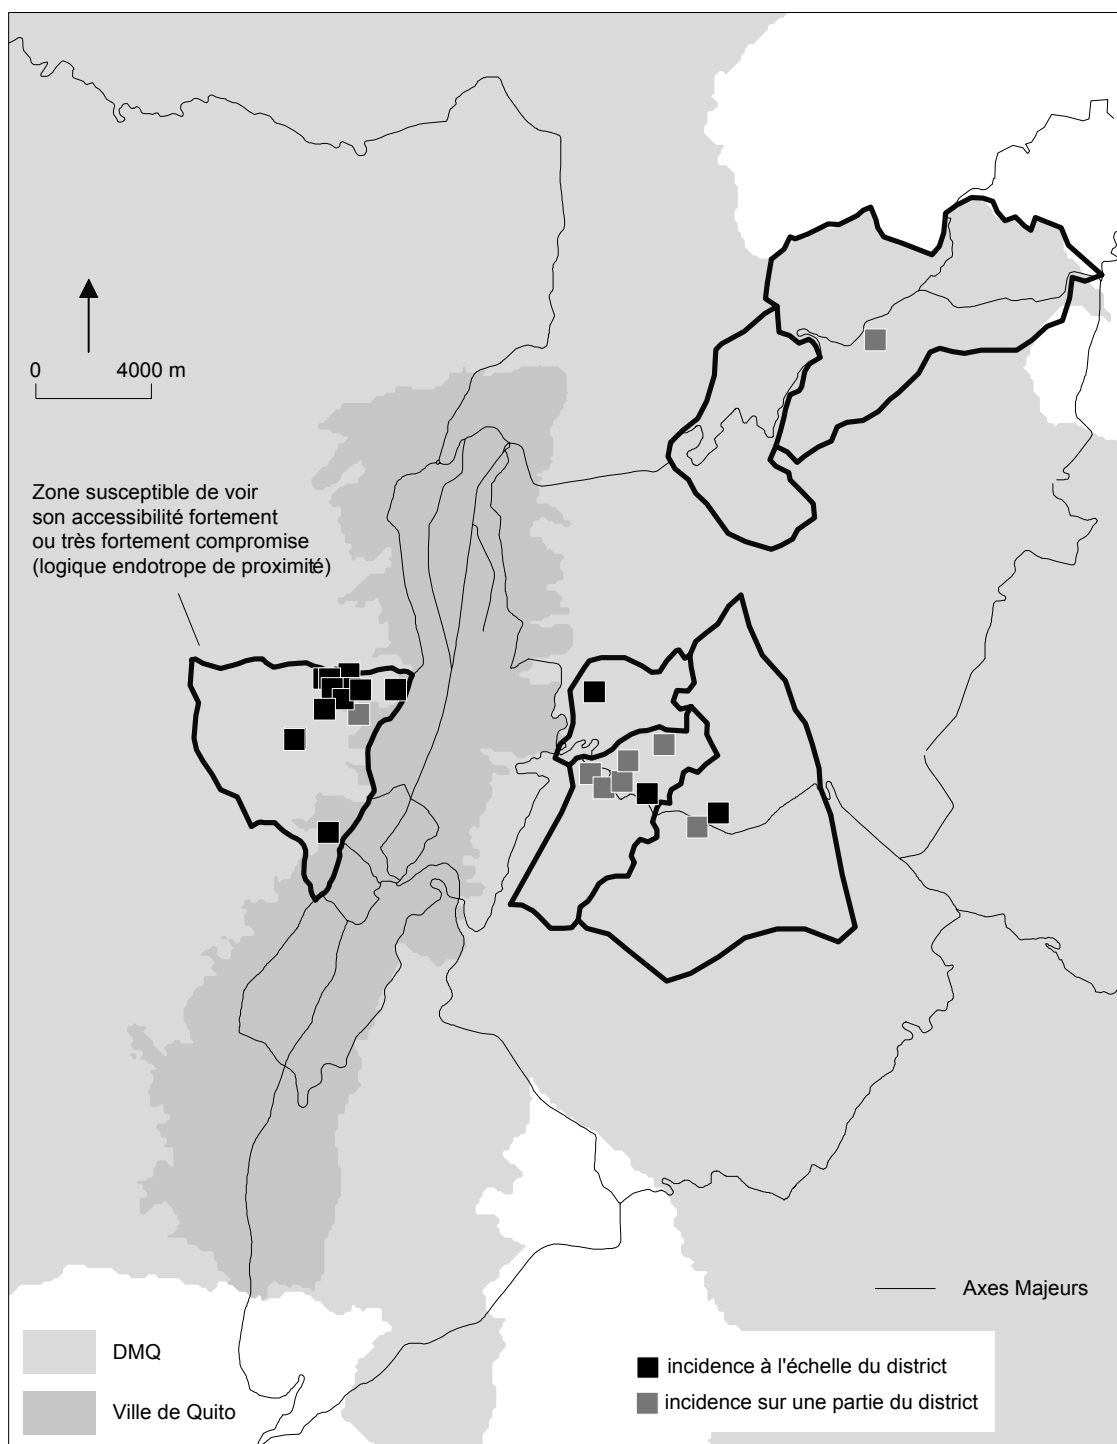 0 4000 m
Zone susceptible de voir
son accessibilité fortement
ou très fortement compromise
(logique endotrope de proximité)
Axes Majeurs
DMQ
Ville de Quito
incidence à l'échelle du district
incidence sur une partie du district